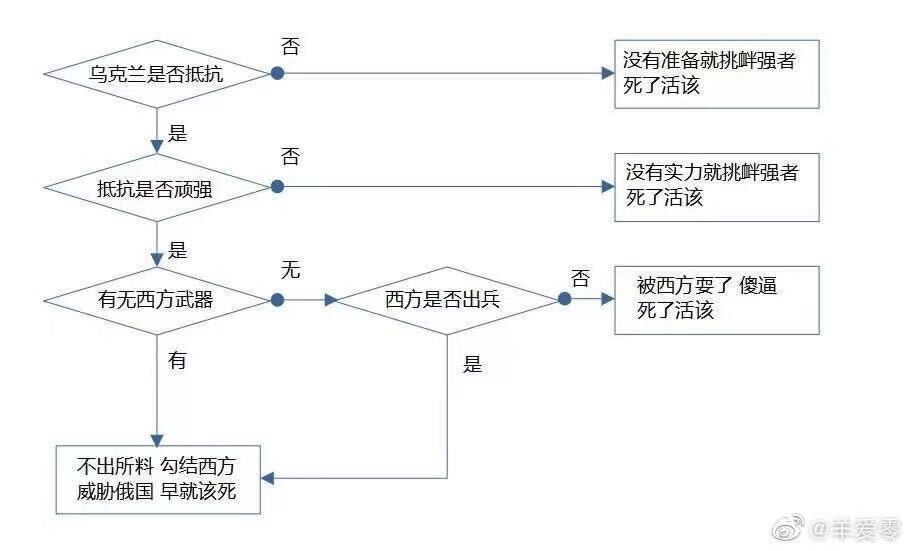 否
乌克兰是否抵抗
没有准备就挑衅强者
死了活该
是
否
抵抗是否顽强
没有实力就挑衅强者
死了活该
是
无
否
有无西方武器
西方是否出兵
被西方耍了 傻逼
死了活该
有
是
不出所料 勾结西方
威胁俄国 早就该死
@羊爱零